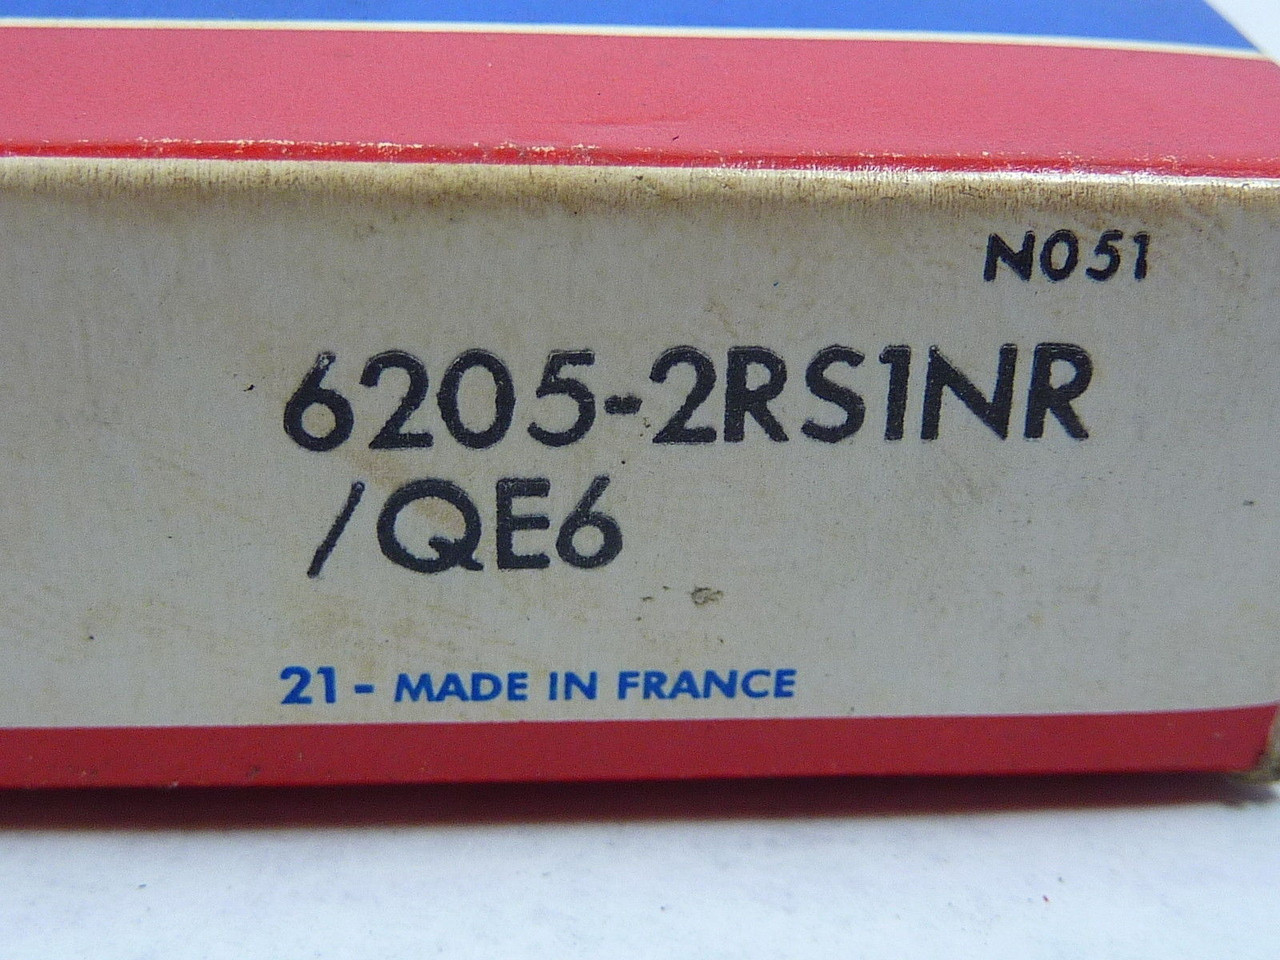 N051
6205-2RS1NR
/QE6
21 - MADE IN FRANCE